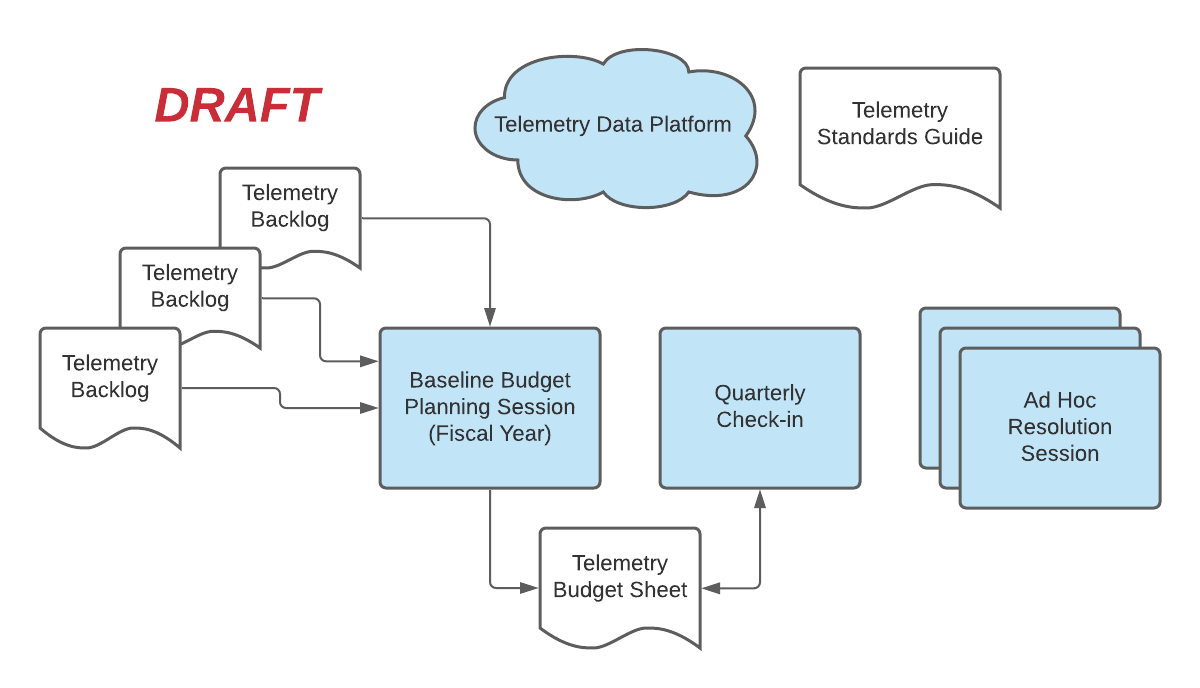 DRAFT
Telemetry Data Platform
Telemetry
Standards Guide
Telemetry
Backlog
Telemetry
Backlog
Telemetry
Backlog
Baseline Budget
Planning Session
(Fiscal Year)
Quarterly
Check-in
Ad Hoc
Resolution
Session
Telemetry
Budget Sheet